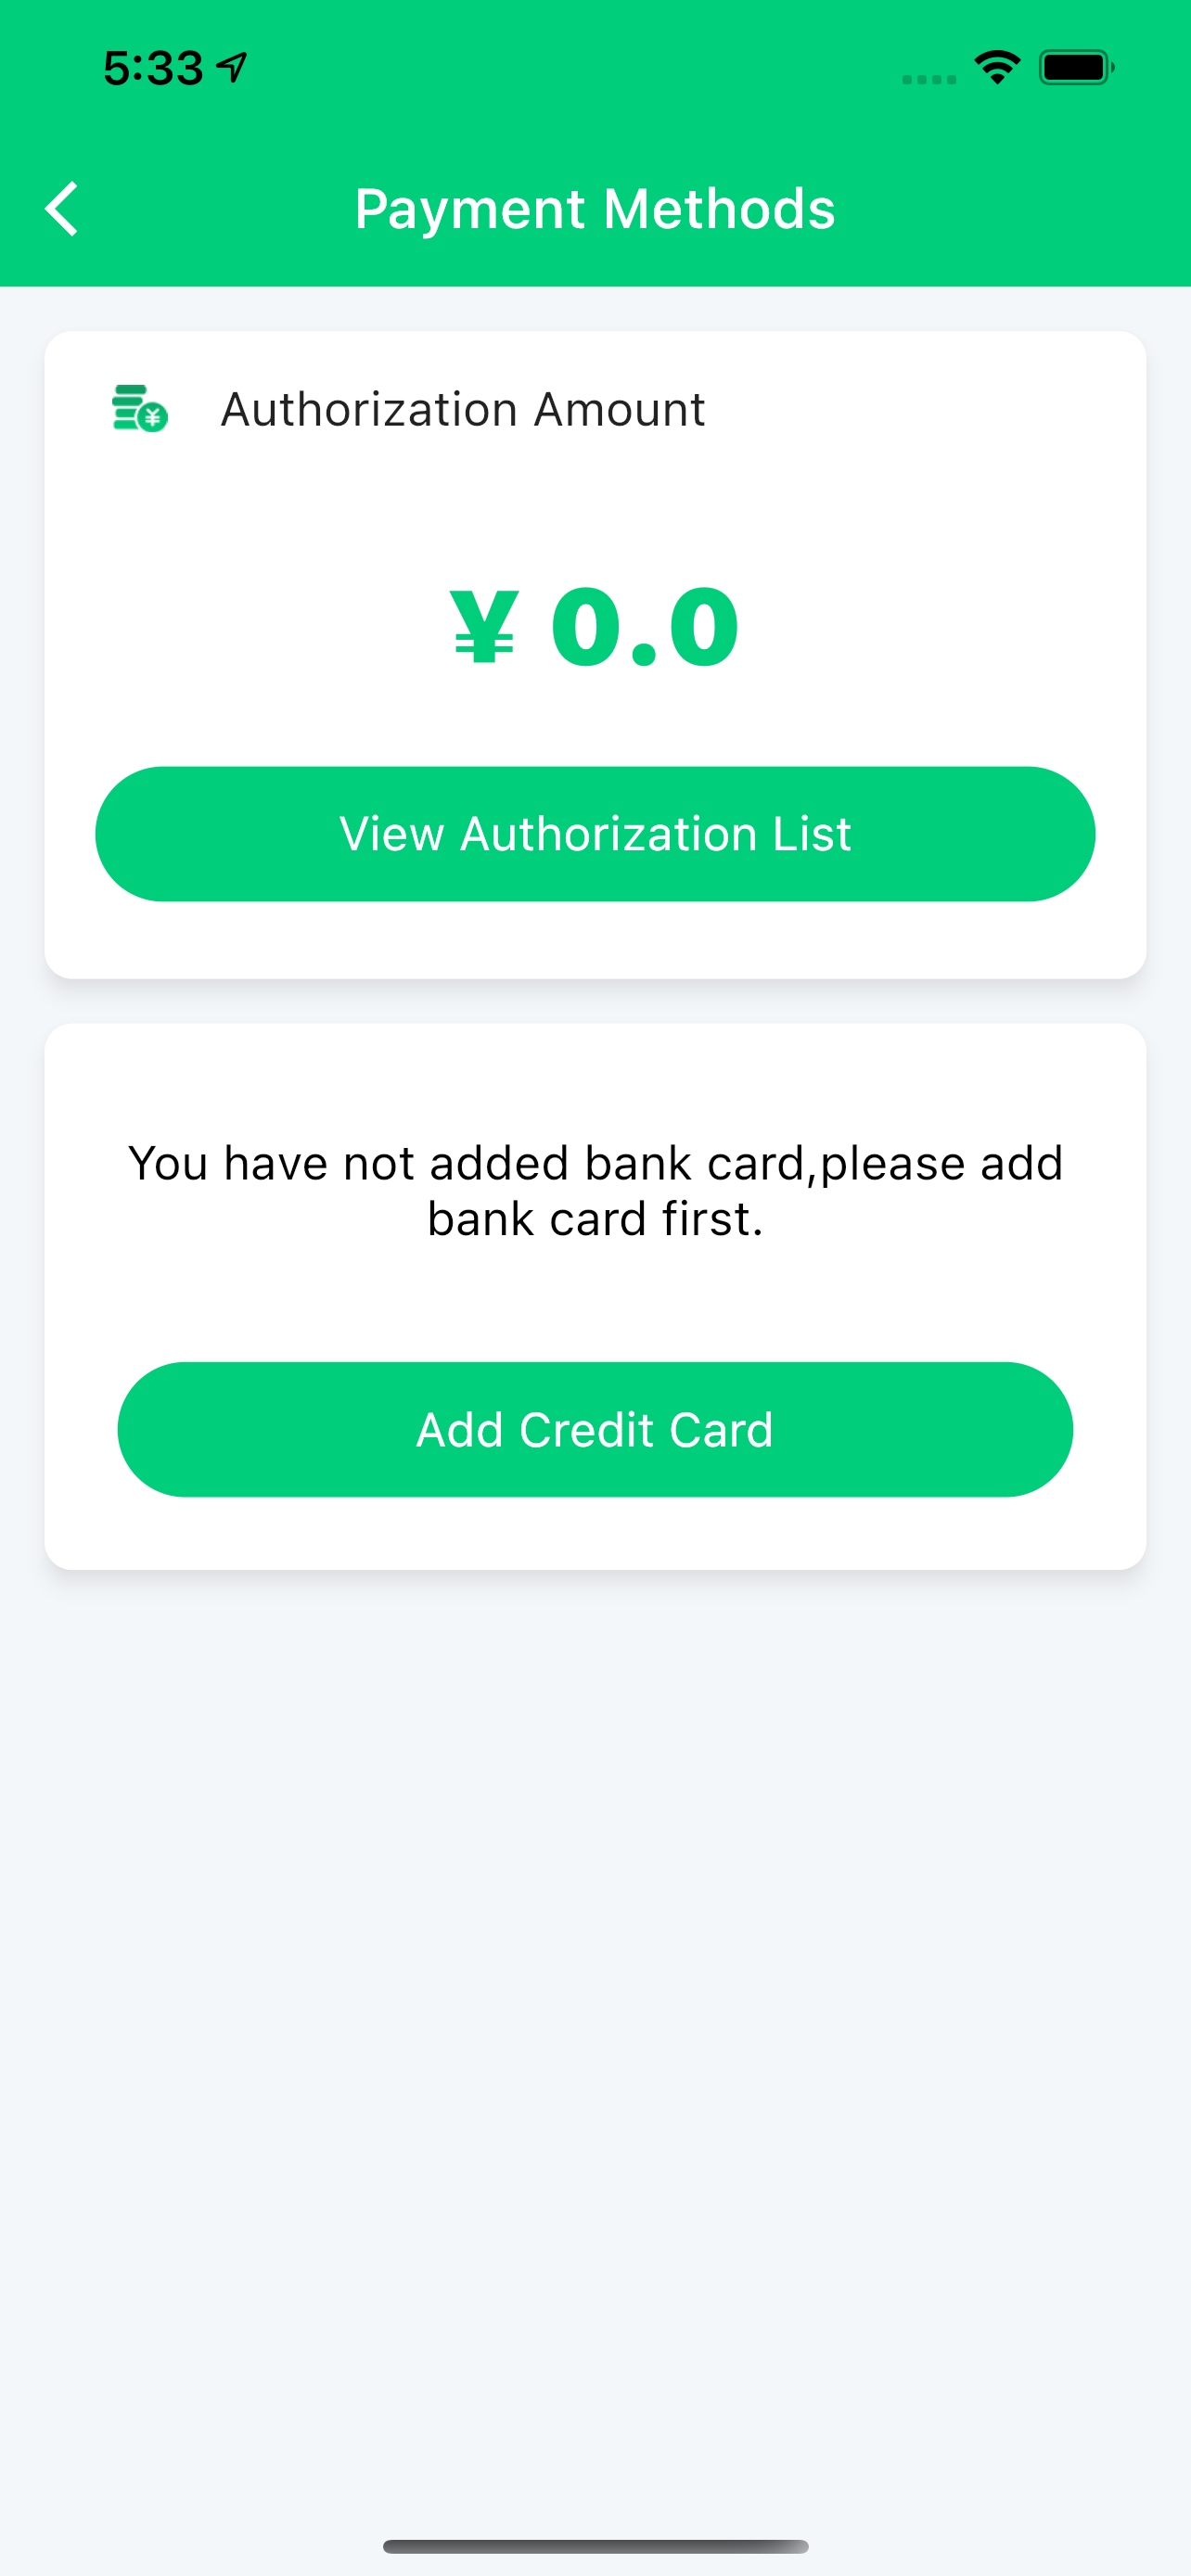 5:33
Payment Methods
Authorization Amount
¥ 0.0
View Authorization List
You have not added bank card,please add
bank card first.
Add Credit Card